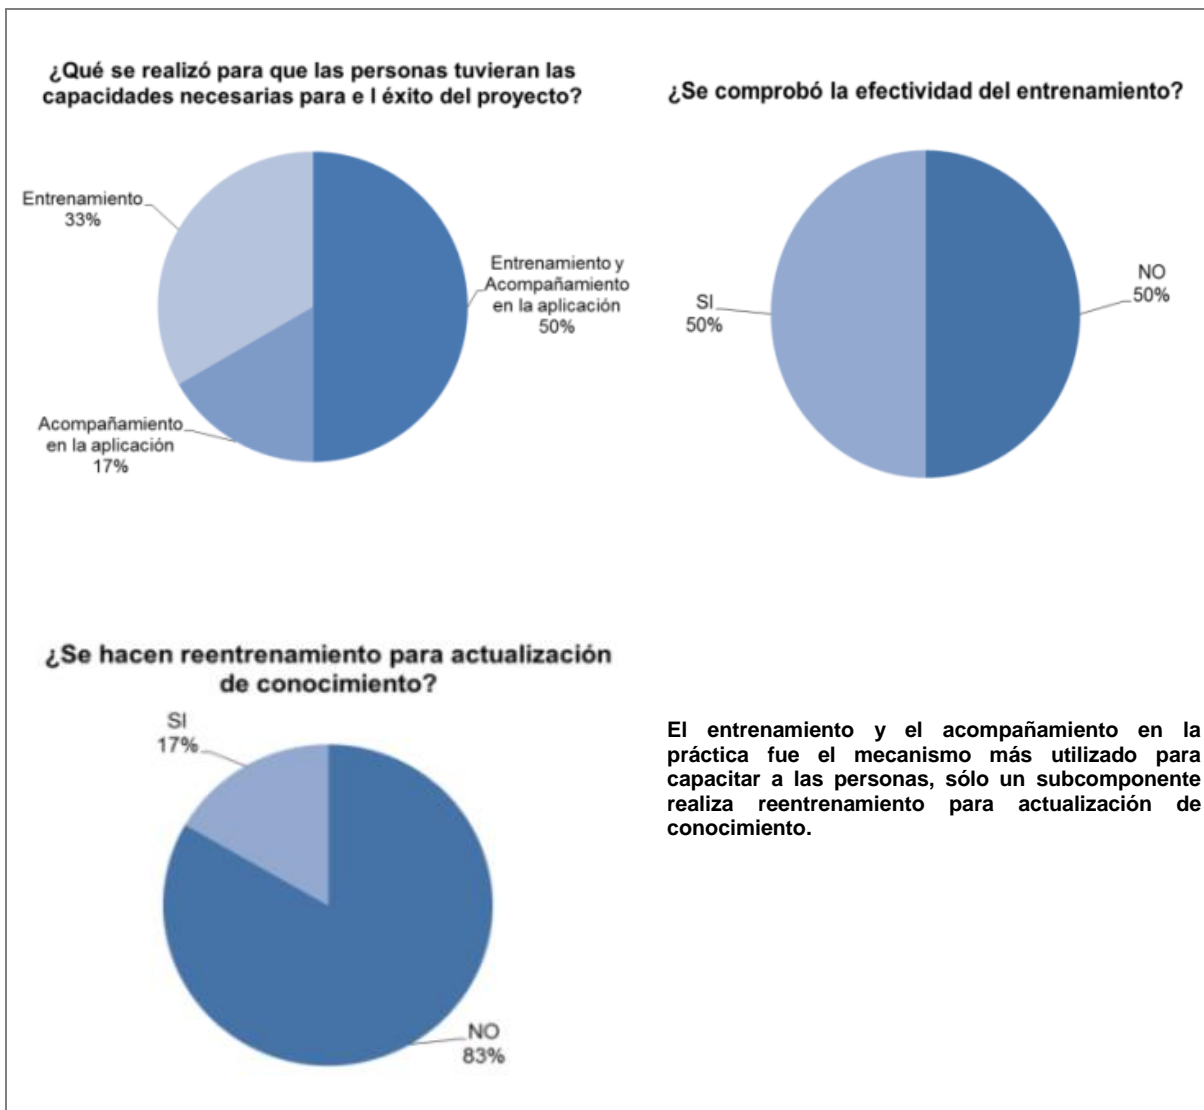 ¿Qué se realizó para que las personas tuvieran las
capacidades necesarias para e l éxito del proyecto?
Entrenamiento
33%
Entrenamiento y
Acompañamiento
en la aplicación
50%
Acompañamiento
en la aplicación
17%
¿Se comprobó la efectividad del entrenamiento?
SI
50%
NO
50%
¿Se hacen reentrenamiento para actualización
de conocimiento?
SI
17%
NO
83%
El entrenamiento y el acompañamiento en la
práctica fue el mecanismo más utilizado para
capacitar a las personas, sólo un subcomponente
realiza reentrenamiento para actualización de
conocimiento.